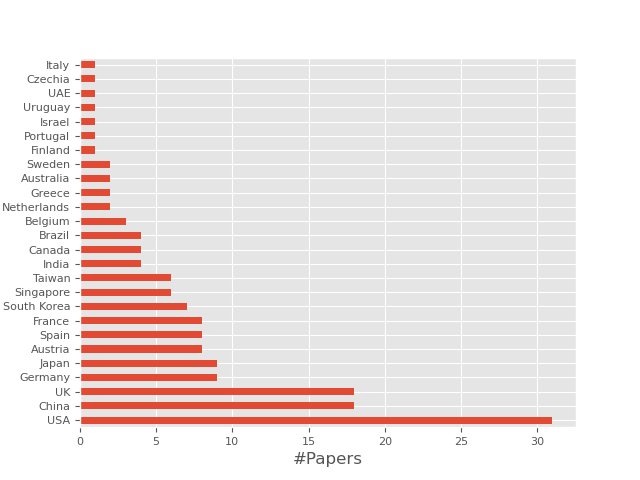 Italy
Czechia
UAE
Uruguay
Israel
Portugal
Finland
Sweden
Australia
Greece
Netherlands
Belgium
Brazil
Canada
India
Taiwan
Singapore
South Korea
France
Spain
Austria
Japan
Germany
UK
China
USA
0 5 10 15 20 25 30
#Papers